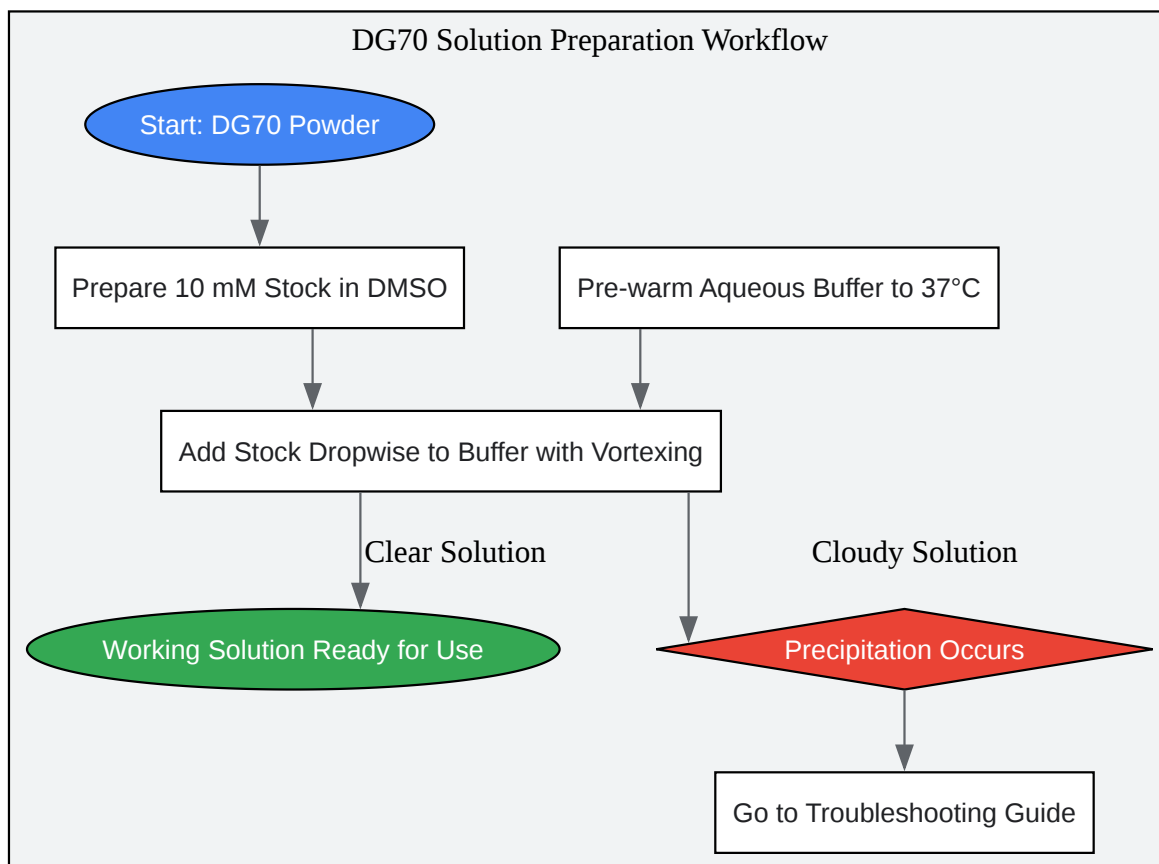 DG70 Solution Preparation Workflow
Start: DG70 Powder
Prepare 10 mM Stock in DMSO
Pre-warm Aqueous Buffer to 37°C
Add Stock Dropwise to Buffer with Vortexing
Clear Solution
Cloudy Solution
Working Solution Ready for Use
Precipitation Occurs
Go to Troubleshooting Guide